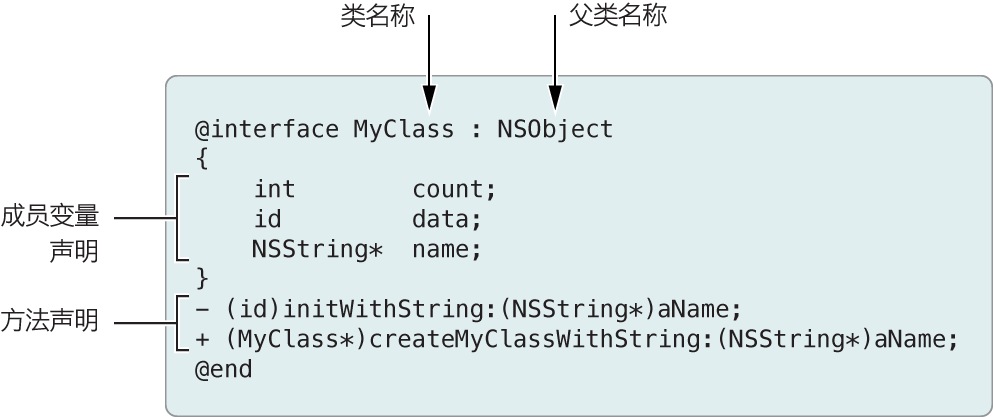 类名称 父类名称
@interface MyClass : NSObject
{
int count;
id data;
NSString* name;
}
- (id)initWithString:(NSString*)aName;
+ (MyClass*)createMyClassWithString:(NSString*)aName;
@end
成员变量
声明
方法声明